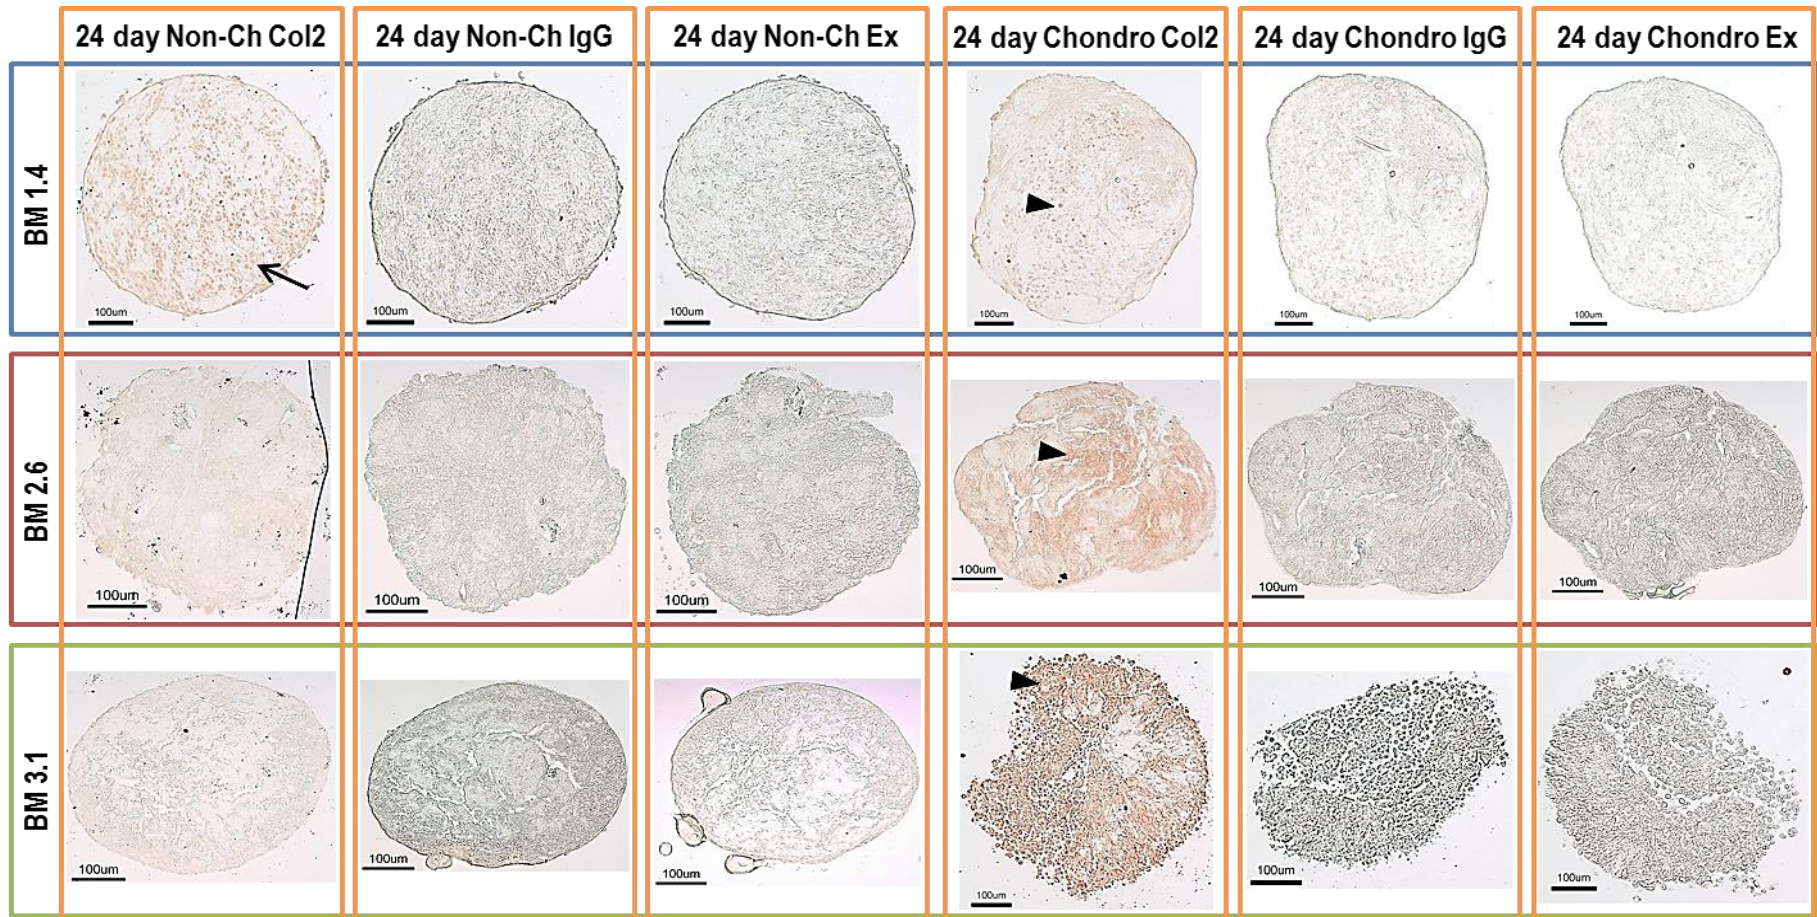 24 day Non-Ch Col2
24 day Non-Ch IgG
24 day Non-Ch Ex
24 day Chondro Col2
24 day Chondro IgG
24 day Chondro Ex
BM 1.4
100um
100um
100um
100um
100um
100um
BM 2.6
100um
100um
100um
100um
100um
100um
BM 3.1
100um
100um
100um
100um
100um
100um